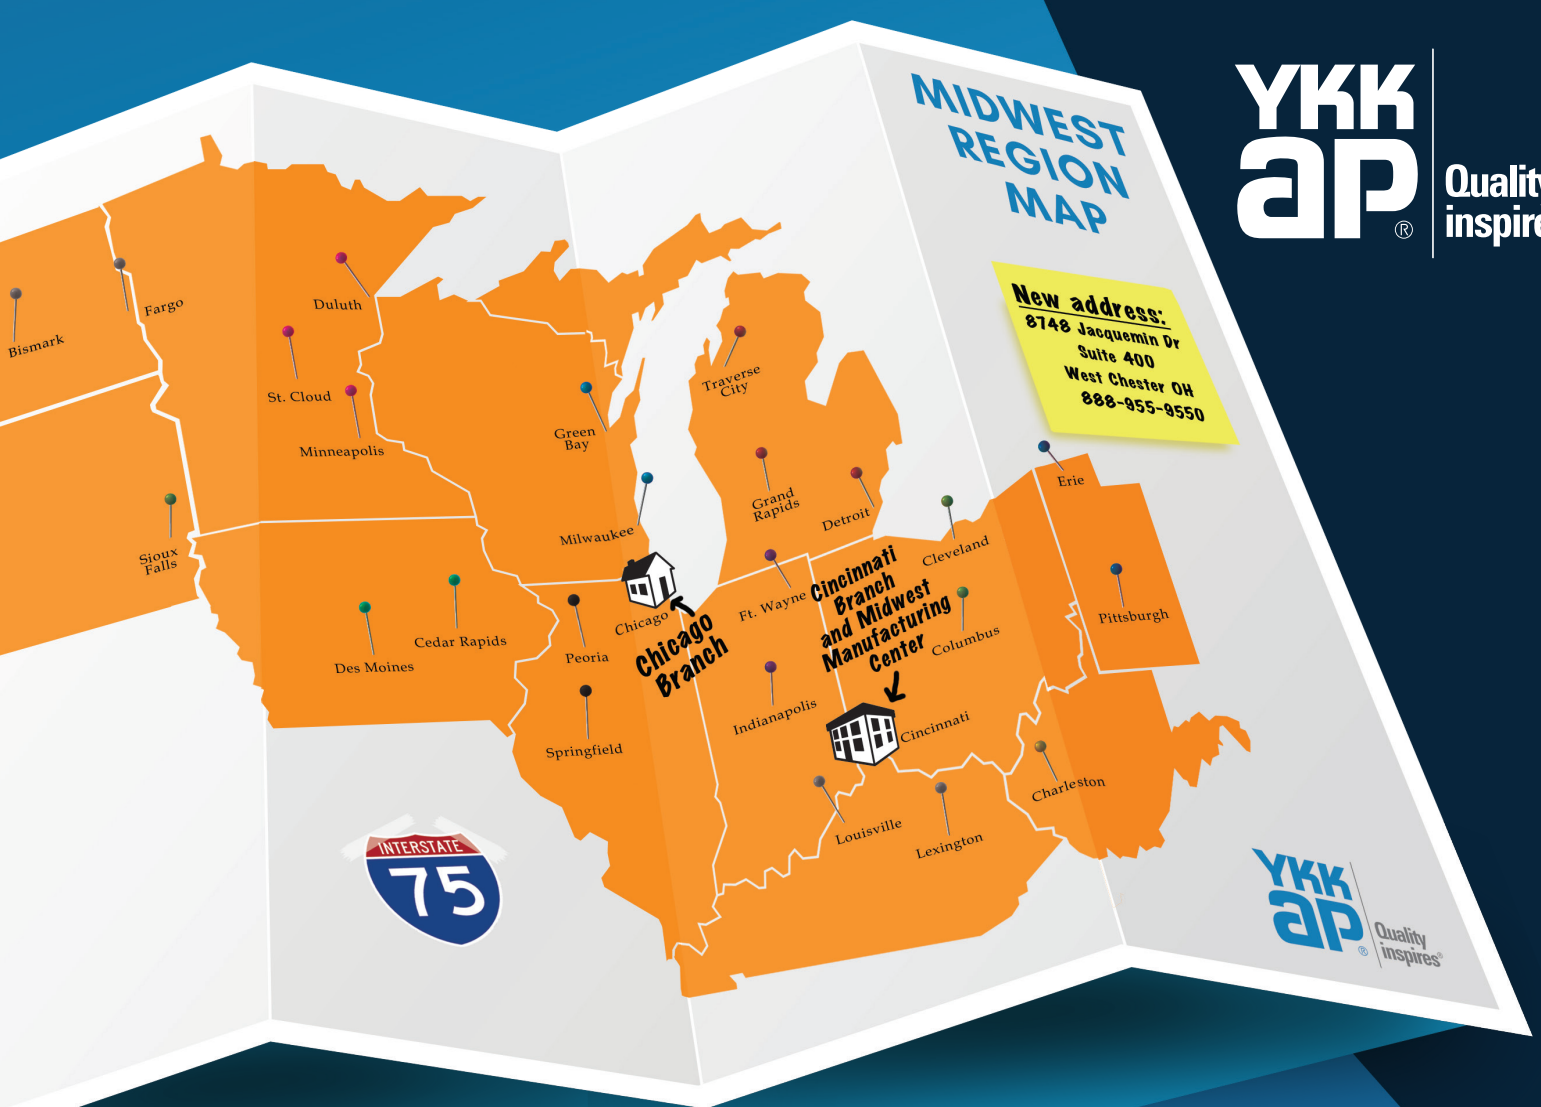 MIDWEST
REGION
MAP
YKK
ap®
Quality
inspire
New address:
8748 Jacquemin Dr
Suite 400
West Chester OH
888-955-9550
Bismark
Fargo
Duluth
St. Cloud
Minneapolis
Sioux
Falls
Green
Bay
Milwaukee
Traverse
City
Grand
Rapids
Detroit
Erie
Cleveland
Pittsburgh
Des Moines
Cedar Rapids
Peoria
Springfield
Chicago
Chicago
Branch
Ft. Wayne
Cincinnati
Branch
and Midwest
Manufacturing
Center
Columbus
Indianapolis
Cincinnati
Louisville
Lexington
Charleston
INTERSTATE
75
YKK
ap®
Quality
inspires®